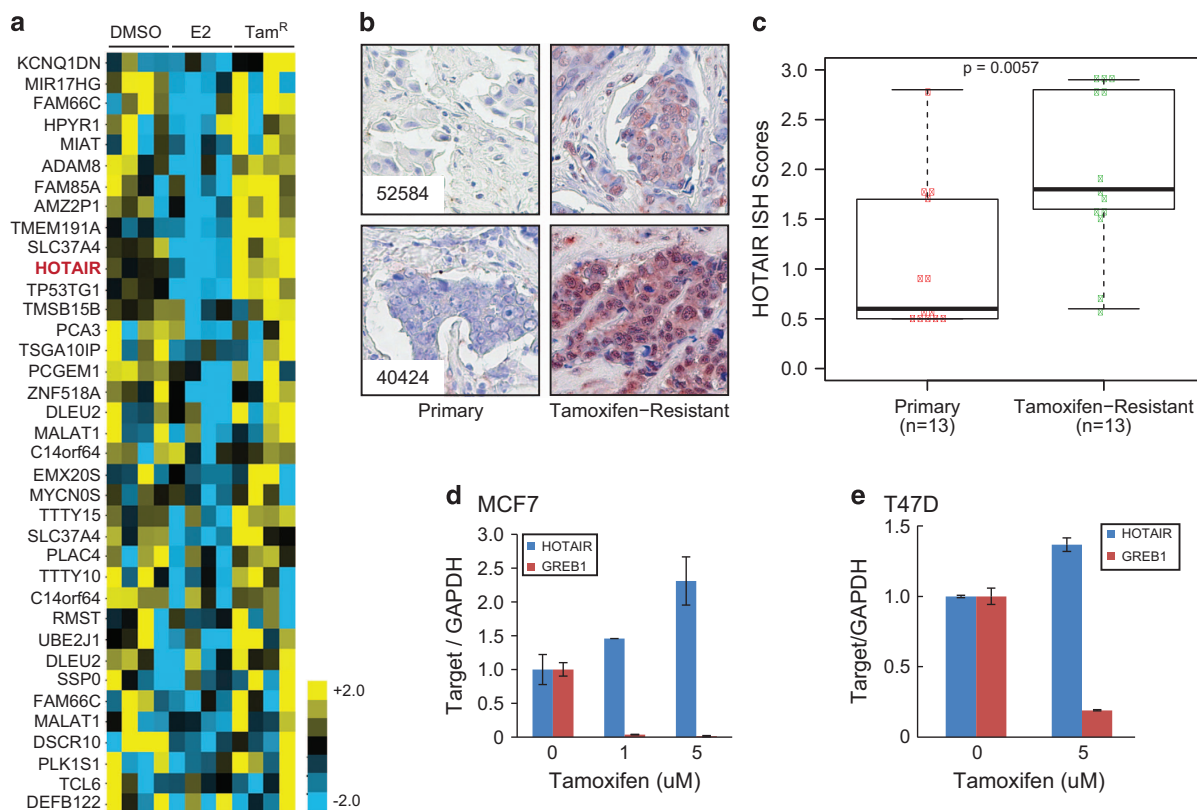 a
DMSO E2 Tam^R
KCNQ1DN
MIR17HG
FAM66C
HPYR1
MIAT
ADAM8
FAM85A
AMZ2P1
TMEM191A
SLC37A4
HOTAIR
TP53TG1
TMSB15B
PCA3
TSGA10IP
PCGEM1
ZNF518A
DLEU2
MALAT1
C14orf64
EMX20S
MYCN0S
TTTY15
SLC37A4
PLAC4
TTTY10
C14orf64
RMST
UBE2J1
DLEU2
SSP0
FAM66C
MALAT1
DSCR10
PLK1S1
TCL6
DEFB122
+2.0
-2.0
b
52584
40424
Primary Tamoxifen−Resistant
c
p = 0.0057
HOTAIR ISH Scores
3.0
2.5
2.0
1.5
1.0
0.5
0.0
Primary Tamoxifen−Resistant
(n=13) (n=13)
d MCF7
Target / GAPDH
3.0
2.5
2.0
1.5
1.0
0.5
0
HOTAIR
GREB1
0 1 5
Tamoxifen (uM)
e T47D
Target/GAPDH
1.5
1
0.5
0
HOTAIR
GREB1
0 5
Tamoxifen (uM)